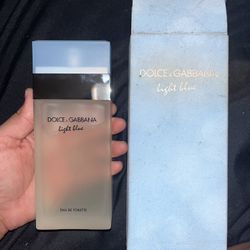 DOLCE & GABBANA
light blue
EAU DE TOILETTE
DOLCE & GABBANA
light blue